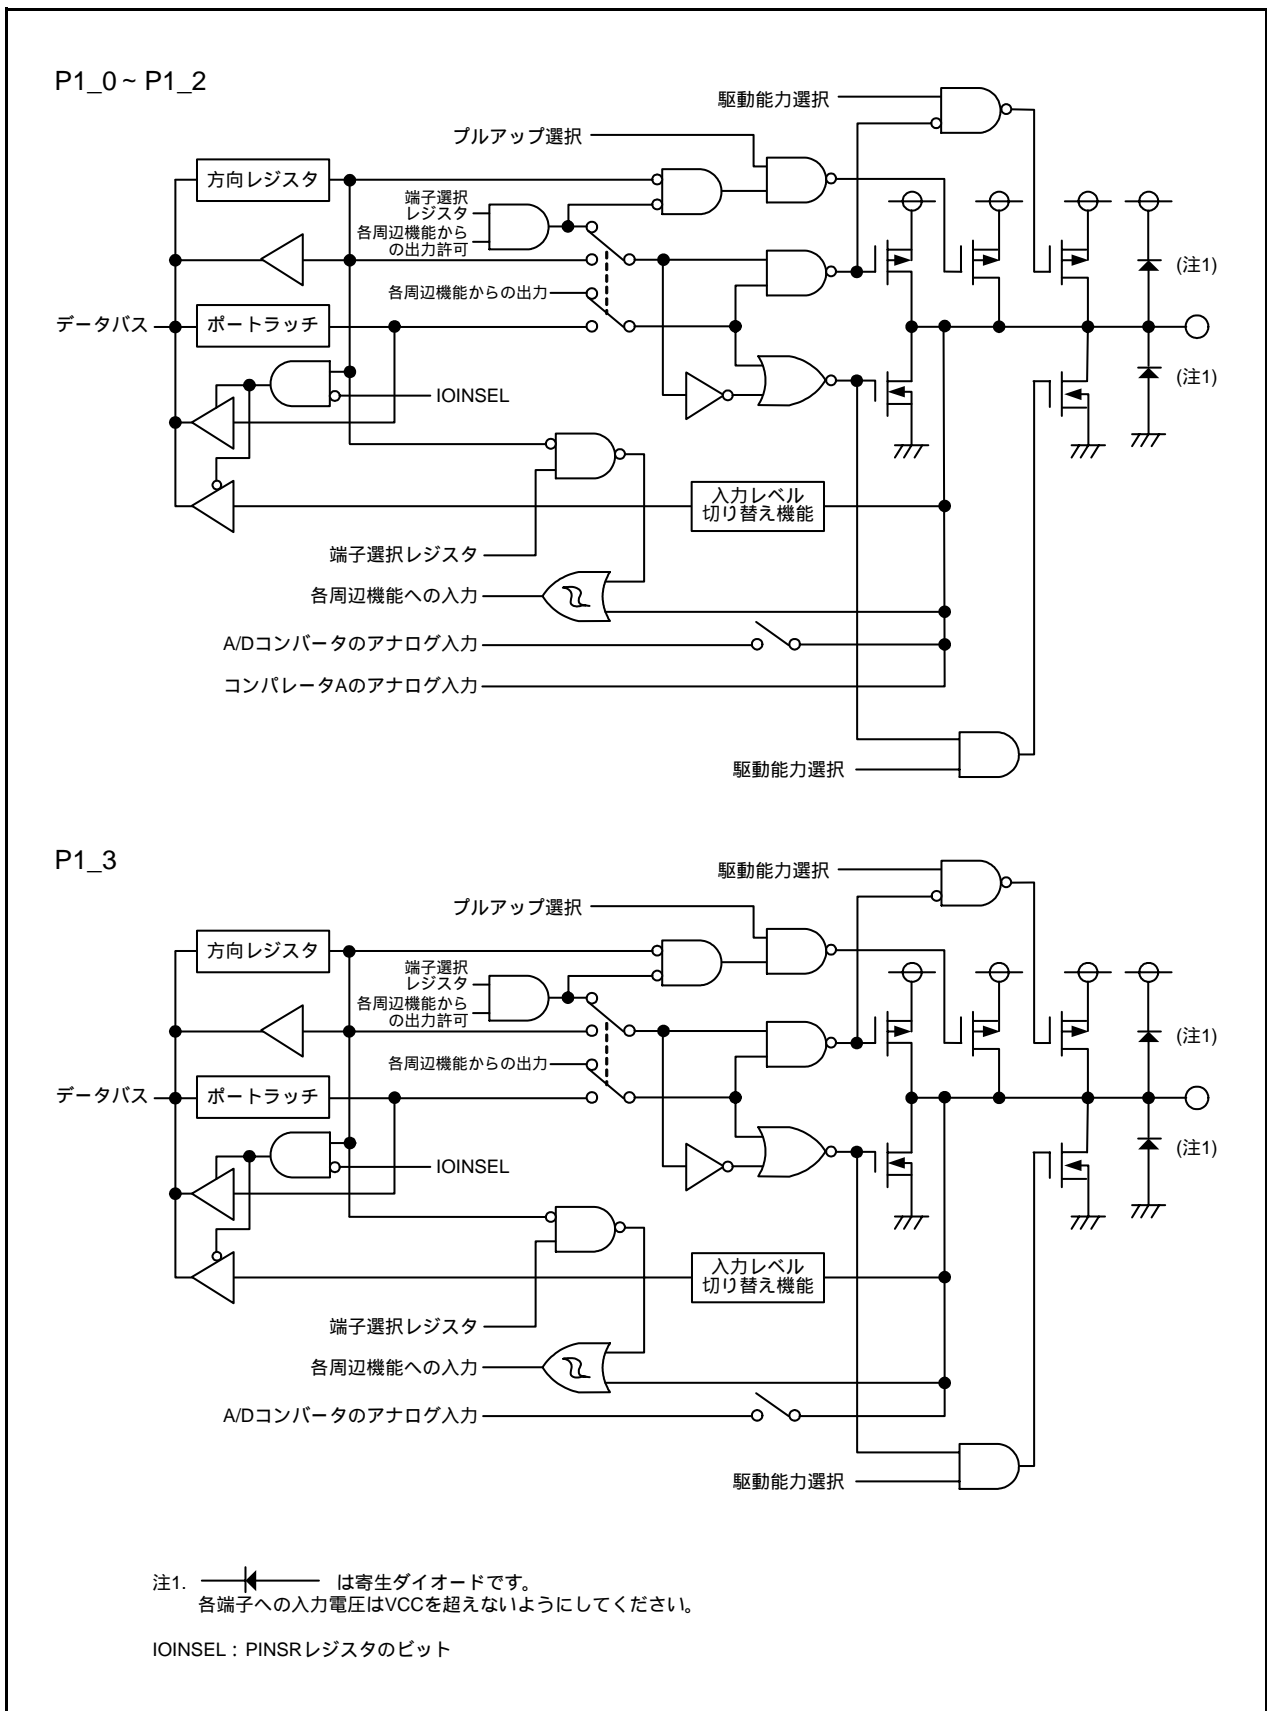 P1_0 ~ P1_2
駆動能力選択
プルアップ選択
方向レジスタ
端子選択
レジスタ
各周辺機能から
の出力許可
(注1)
各周辺機能からの出力
データバス
ポートラッチ
(注1)
IOINSEL
入力レベル
切り替え機能
端子選択レジスタ
各周辺機能への入力
A/Dコンバータのアナログ入力
コンパレータAのアナログ入力
駆動能力選択
P1_3
駆動能力選択
プルアップ選択
方向レジスタ
端子選択
レジスタ
各周辺機能から
の出力許可
(注1)
各周辺機能からの出力
データバス
ポートラッチ
(注1)
IOINSEL
入力レベル
切り替え機能
端子選択レジスタ
各周辺機能への入力
A/Dコンバータのアナログ入力
駆動能力選択
注1. は寄生ダイオードです。
各端子への入力電圧はVCCを超えないようにしてください。
IOINSEL：PINSRレジスタのビット